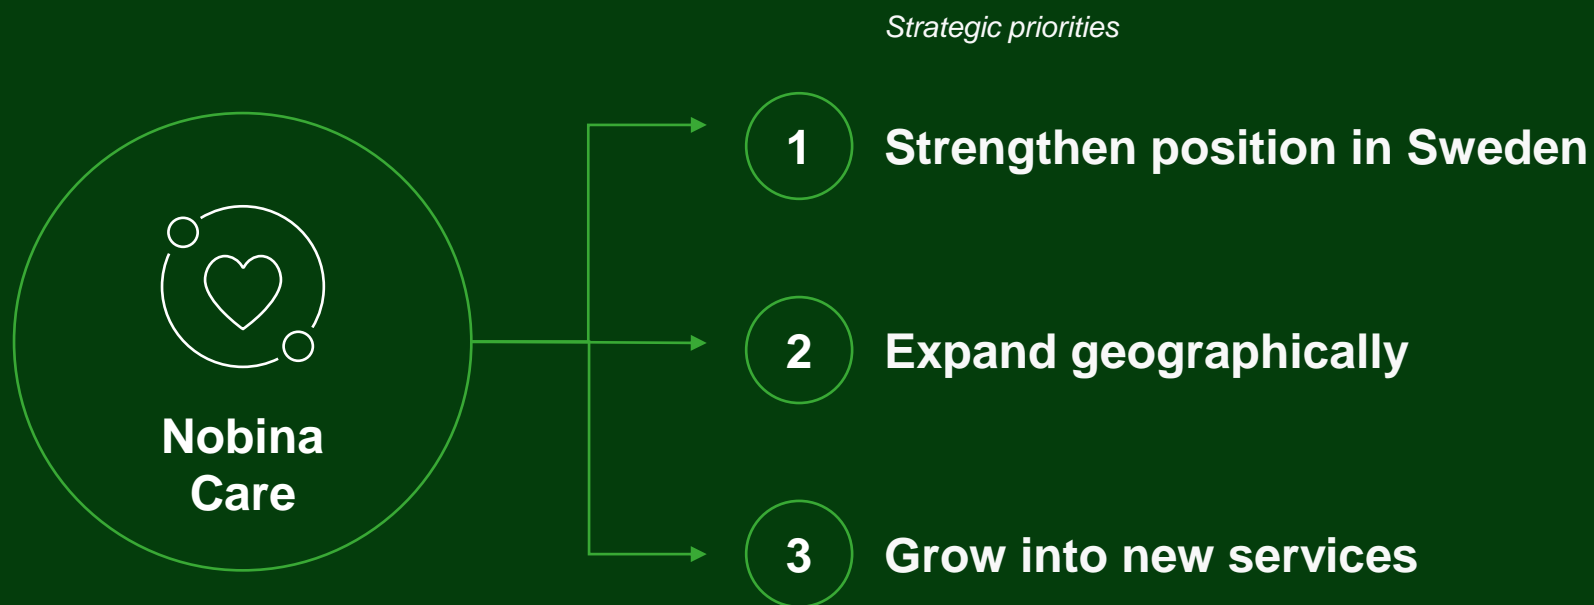 Strategic priorities
1 Strengthen position in Sweden
Nobina
Care
2 Expand geographically
3 Grow into new services